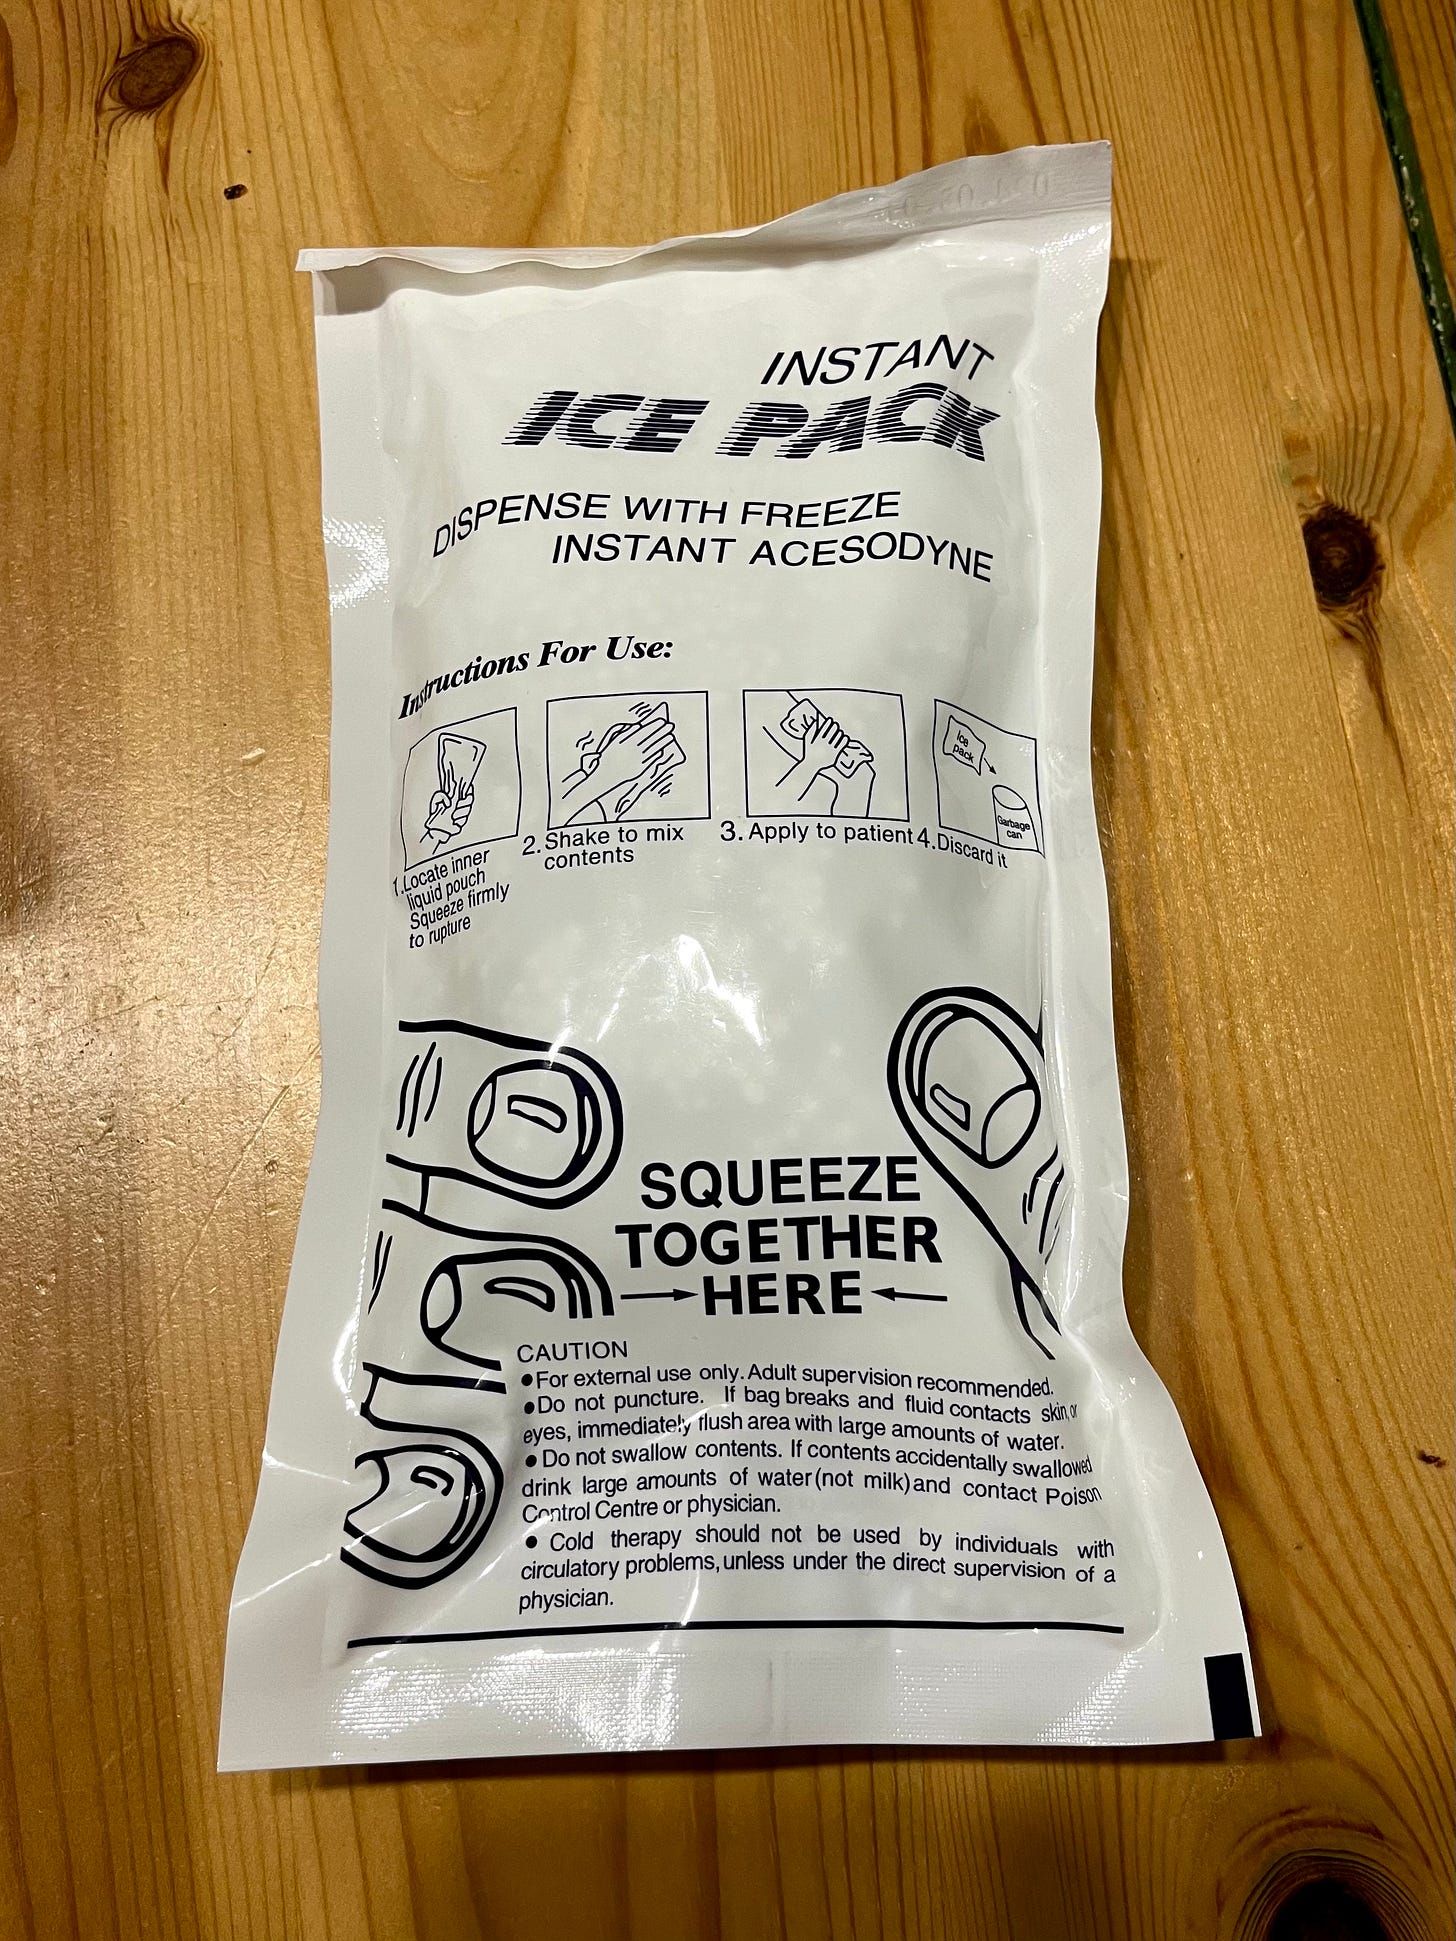 INSTANT
ICE PACK
DISPENSE WITH FREEZE
INSTANT ACESODYNE
Instructions For Use:
Ice
pack
Garbage
can
1.Locate inner
liquid pouch
Squeeze firmly
to rupture
2.Shake to mix
contents
3.Apply to patient
4.Discard it
SQUEEZE
TOGETHER
HERE
CAUTION
●For external use only. Adult supervision recommended.
●Do not puncture. If bag breaks and fluid contacts skin, or
eyes, immediately flush area with large amounts of water.
● Do not swallow contents. If contents accidentally swallowed
drink large amounts of water(not milk)and contact Poison
Control Centre or physician.
● Cold therapy should not be used by individuals with
circulatory problems, unless under the direct supervision of a
physician.